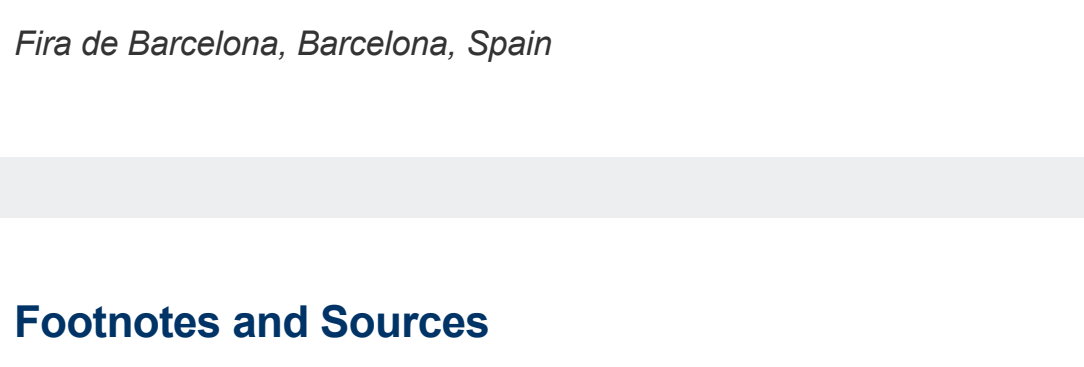 Fira de Barcelona, Barcelona, Spain
Footnotes and Sources